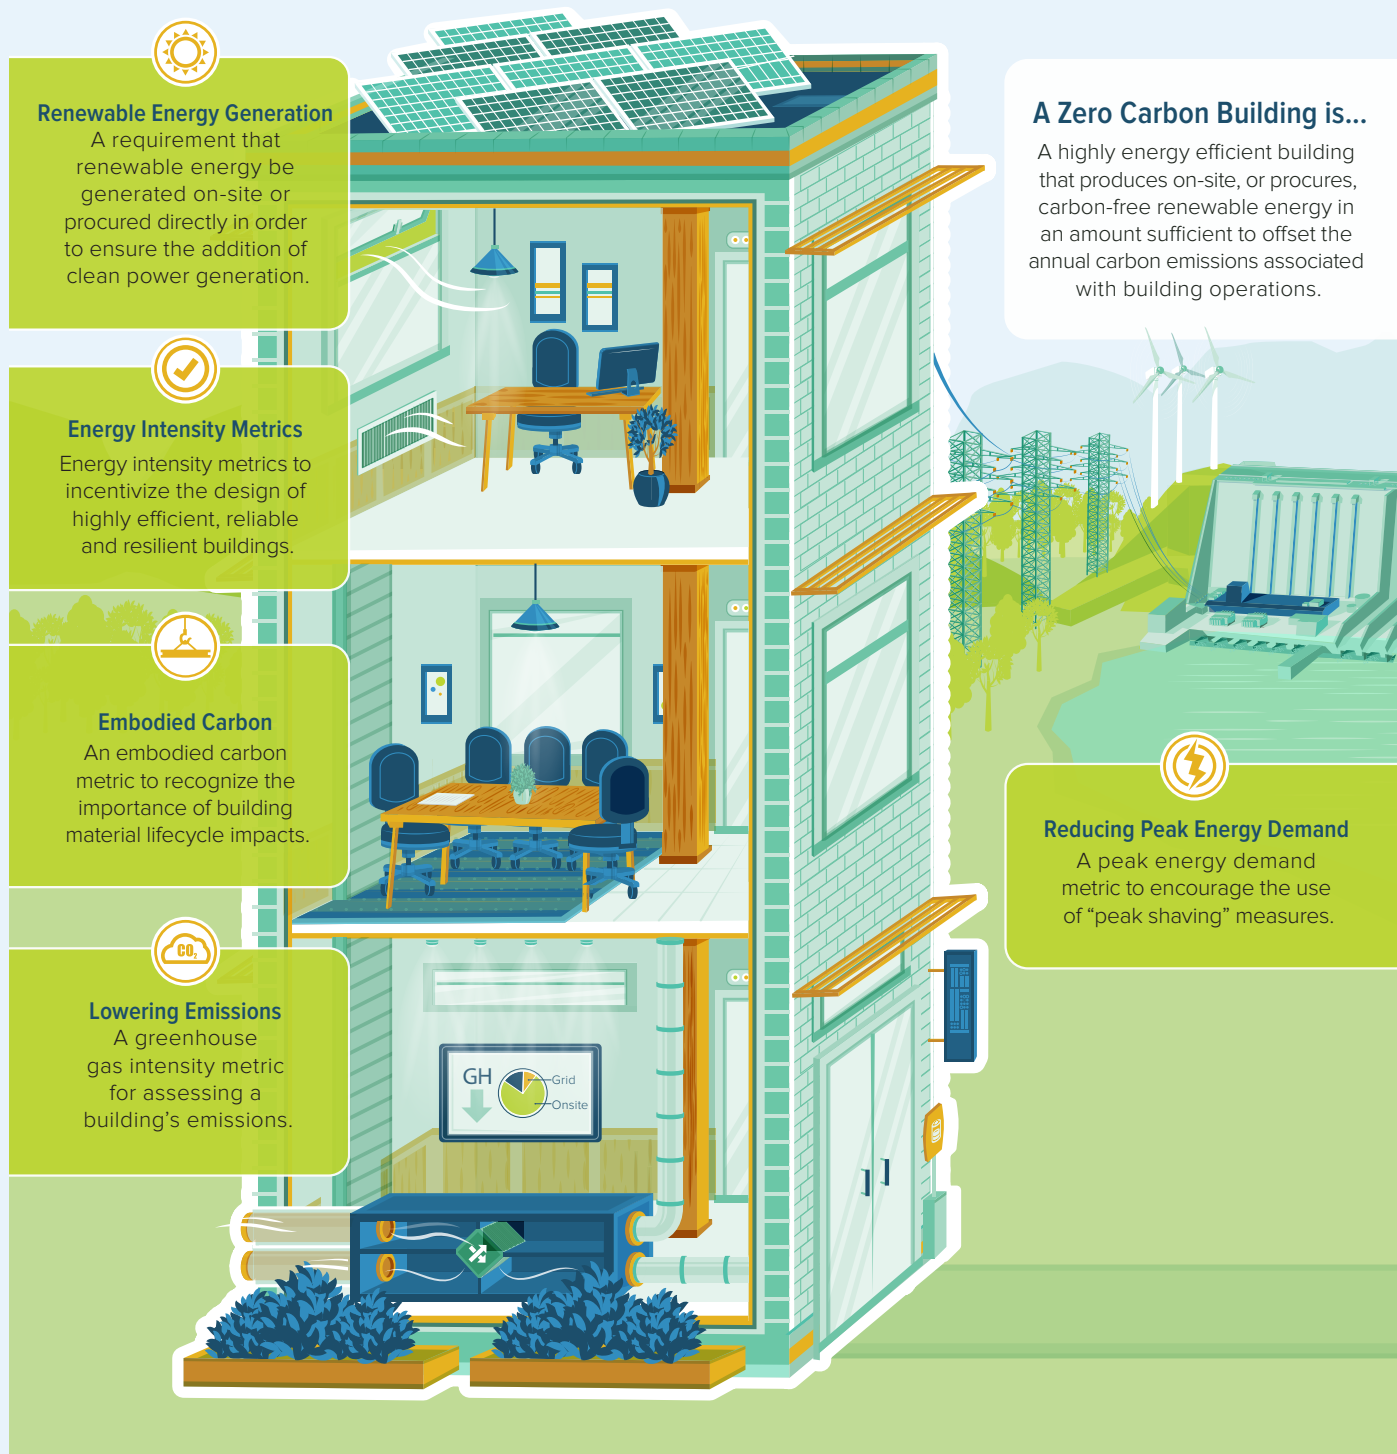 Renewable Energy Generation
A requirement that
renewable energy be
generated on-site or
procured directly in order
to ensure the addition of
clean power generation.
Energy Intensity Metrics
Energy intensity metrics to
incentivize the design of
highly efficient, reliable
and resilient buildings.
Embodied Carbon
An embodied carbon
metric to recognize the
importance of building
material lifecycle impacts.
CO₂
Lowering Emissions
A greenhouse
gas intensity metric
for assessing a
building’s emissions.
GH
Grid
Onsite
A Zero Carbon Building is...
A highly energy efficient building
that produces on-site, or procures,
carbon-free renewable energy in
an amount sufficient to offset the
annual carbon emissions associated
with building operations.
Reducing Peak Energy Demand
A peak energy demand
metric to encourage the use
of “peak shaving” measures.